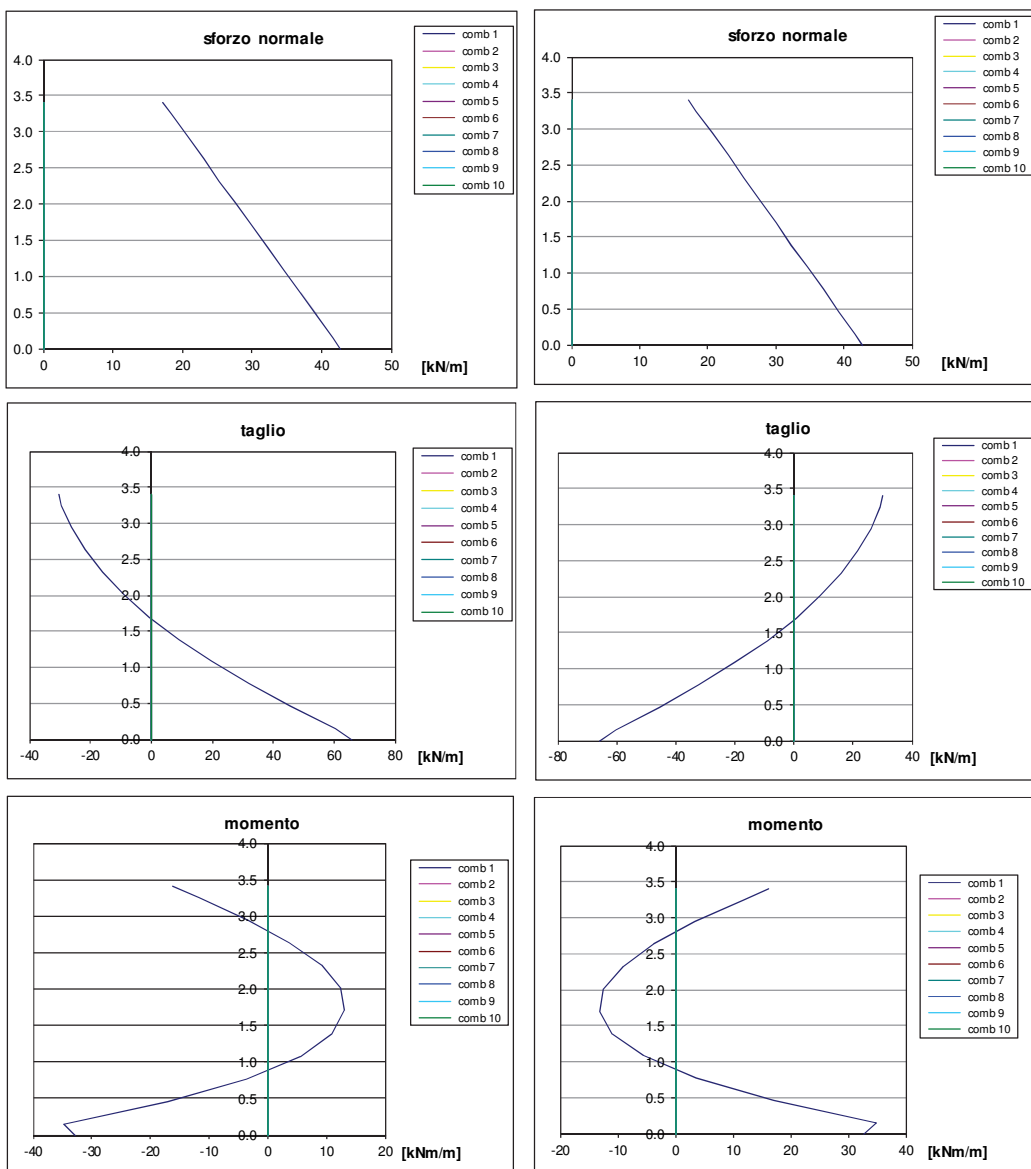 sforzo normale
4.0
3.5
3.0
2.5
2.0
1.5
1.0
0.5
0.0
0 10 20 30 40 50
[kN/m]
comb 1
comb 2
comb 3
comb 4
comb 5
comb 6
comb 7
comb 8
comb 9
comb 10
sforzo normale
4.0
3.5
3.0
2.5
2.0
1.5
1.0
0.5
0.0
0 10 20 30 40 50
[kN/m]
comb 1
comb 2
comb 3
comb 4
comb 5
comb 6
comb 7
comb 8
comb 9
comb 10
taglio
4.0
3.5
3.0
2.5
2.0
1.5
1.0
0.5
0.0
-40 -20 0 20 40 60 80
[kN/m]
comb 1
comb 2
comb 3
comb 4
comb 5
comb 6
comb 7
comb 8
comb 9
comb 10
taglio
4.0
3.5
3.0
2.5
2.0
1.5
1.0
0.5
0.0
-80 -60 -40 -20 0 20 40
[kN/m]
comb 1
comb 2
comb 3
comb 4
comb 5
comb 6
comb 7
comb 8
comb 9
comb 10
momento
4.0
3.5
3.0
2.5
2.0
1.5
1.0
0.5
0.0
-40 -30 -20 -10 0 10 20
[kNm/m]
comb 1
comb 2
comb 3
comb 4
comb 5
comb 6
comb 7
comb 8
comb 9
comb 10
momento
4.0
3.5
3.0
2.5
2.0
1.5
1.0
0.5
0.0
-20 -10 0 10 20 30 40
[kNm/m]
comb 1
comb 2
comb 3
comb 4
comb 5
comb 6
comb 7
comb 8
comb 9
comb 10